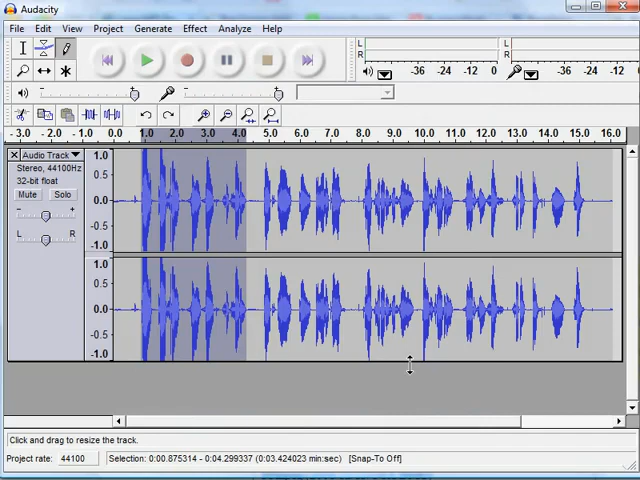 Audacity
File Edit View Project Generate Effect Analyze Help
L
R
-36 -24 -12 0
L
R
-36 -24 -12
- 3.0 - 2.0 - 1.0 0.0 1.0 2.0 3.0 4.0 5.0 6.0 7.0 8.0 9.0 10.0 11.0 12.0 13.0 14.0 15.0 16.0
Audio Track
Stereo, 44100Hz
32-bit float
Mute Solo
- +
L R
1.0
0.5
0.0
-0.5
-1.0
1.0
0.5
0.0
-0.5
-1.0
Click and drag to resize the track.
Project rate: 44100 Selection: 0:00.875314 - 0:04.299337 (0:03.424023 min:sec) [Snap-To Off]